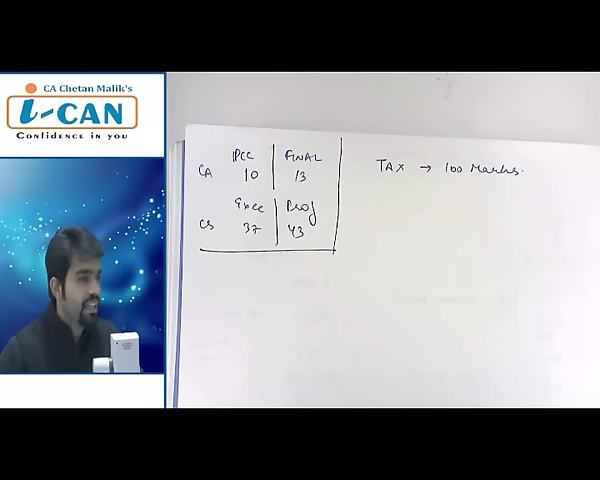 CA Chetan Malik's
i-CAN
Confidence in you
IPCC FINAL
CA 10 13
Exec Prof
CS 37 43
TAX → 100 Marks.